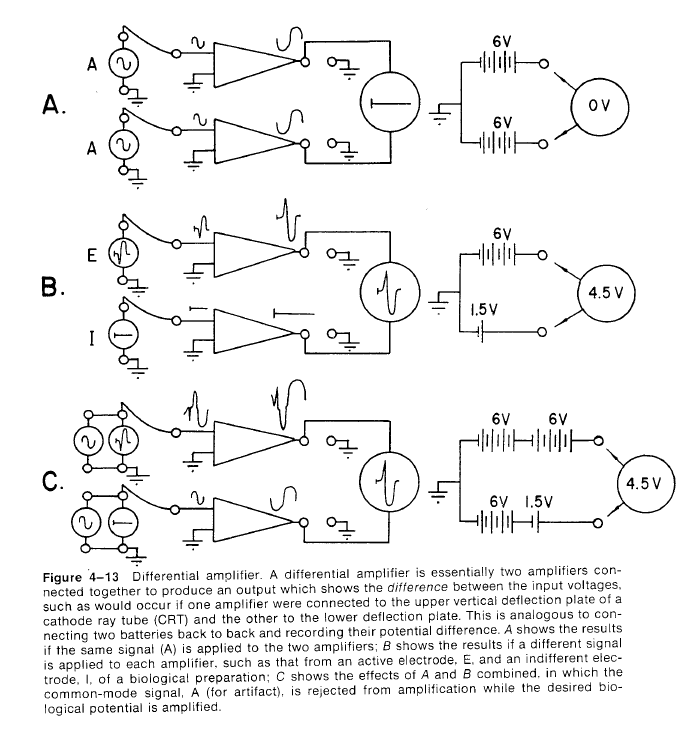 A
A.
A
6V
6V
0V
E
B.
I
6V
1.5V
4.5V
C.
6V 6V
6V 1.5V
4.5V
Figure 4–13 Differential amplifier. A differential amplifier is essentially two amplifiers con-
nected together to produce an output which shows the difference between the input voltages,
such as would occur if one amplifier were connected to the upper vertical deflection plate of a
cathode ray tube (CRT) and the other to the lower deflection plate. This is analogous to con-
necting two batteries back to back and recording their potential difference. A shows the results
if the same signal (A) is applied to the two amplifiers; B shows the results if a different signal
is applied to each amplifier, such as that from an active electrode, E, and an indifferent elec-
trode, I, of a biological preparation; C shows the effects of A and B combined, in which the
common-mode signal, A (for artifact), is rejected from amplification while the desired bio-
logical potential is amplified.